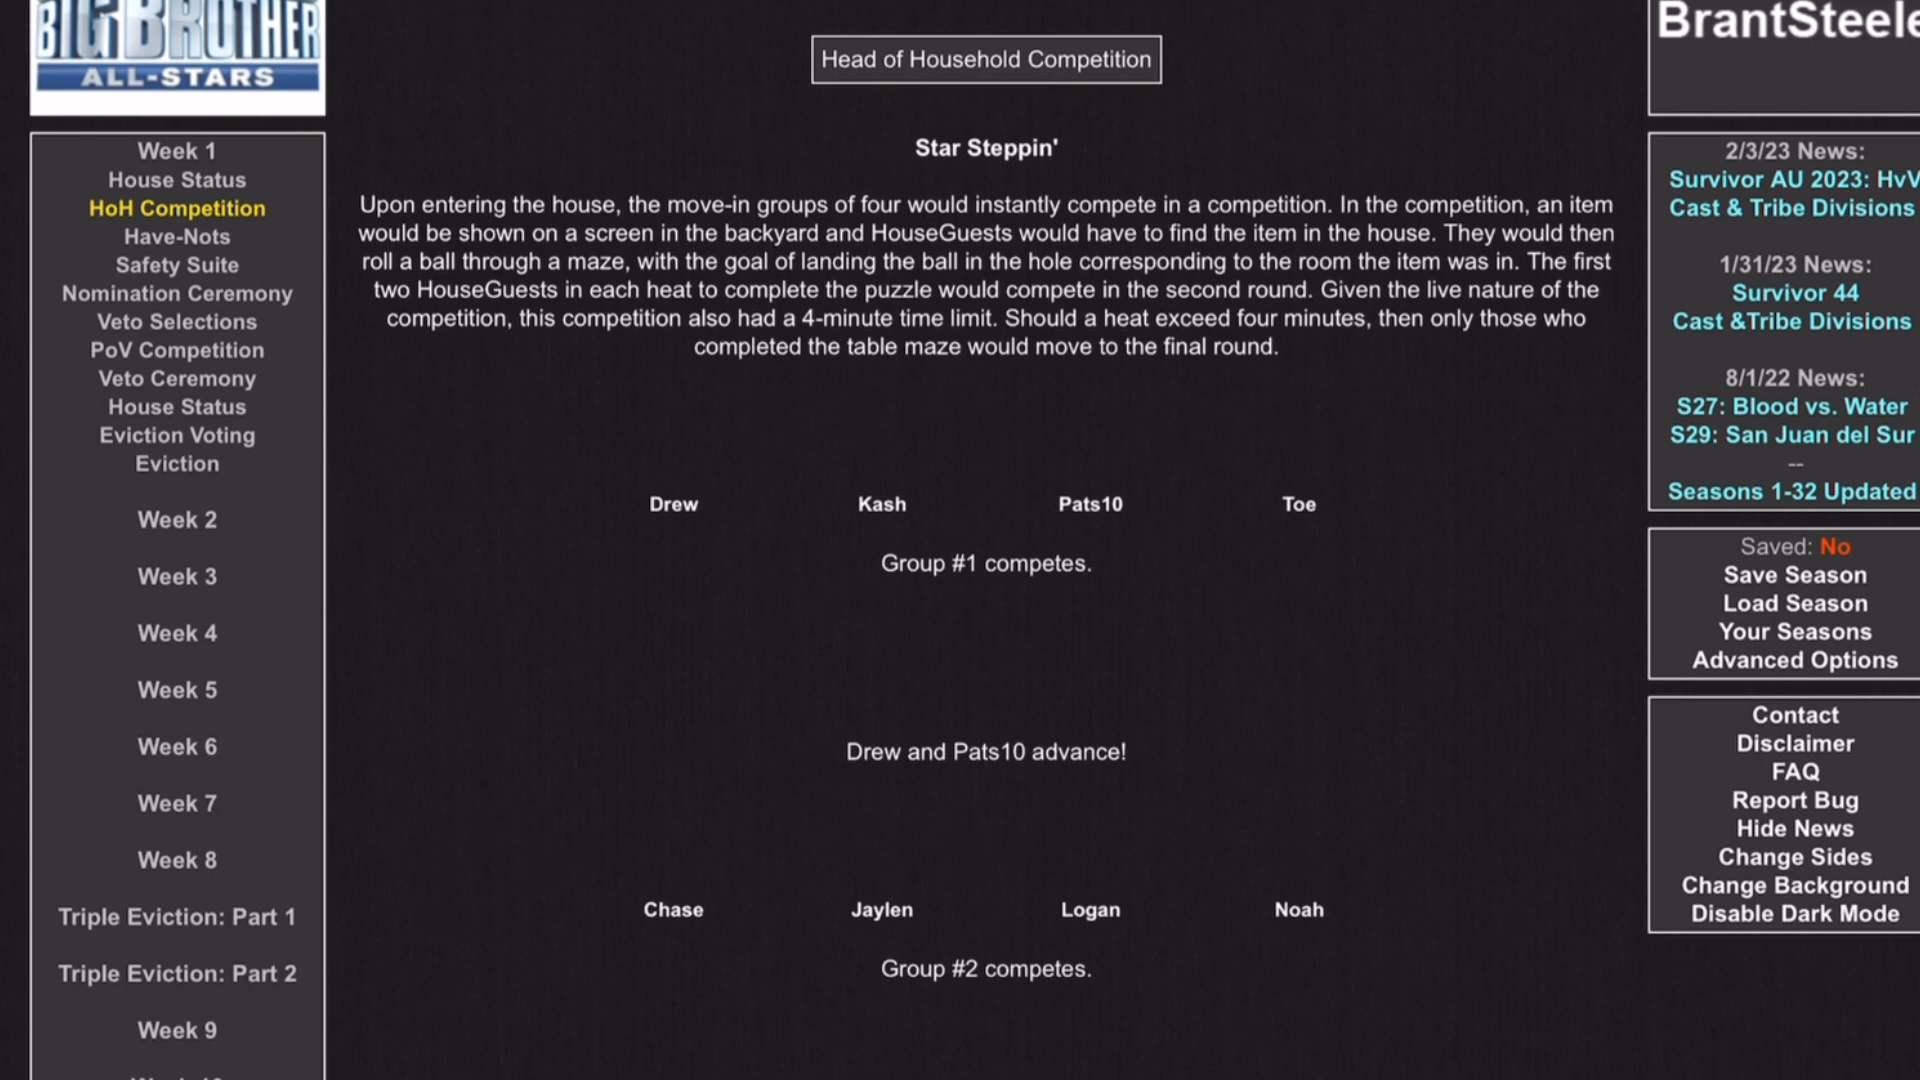 BIG BROTHER
ALL-STARS
Week 1
House Status
HoH Competition
Have-Nots
Safety Suite
Nomination Ceremony
Veto Selections
PoV Competition
Veto Ceremony
House Status
Eviction Voting
Eviction
Week 2
Week 3
Week 4
Week 5
Week 6
Week 7
Week 8
Triple Eviction: Part 1
Triple Eviction: Part 2
Week 9
Head of Household Competition
Star Steppin'
Upon entering the house, the move-in groups of four would instantly compete in a competition. In the competition, an item
would be shown on a screen in the backyard and HouseGuests would have to find the item in the house. They would then
roll a ball through a maze, with the goal of landing the ball in the hole corresponding to the room the item was in. The first
two HouseGuests in each heat to complete the puzzle would compete in the second round. Given the live nature of the
competition, this competition also had a 4-minute time limit. Should a heat exceed four minutes, then only those who
completed the table maze would move to the final round.
Drew Kash Pats10 Toe
Group #1 competes.
Drew and Pats10 advance!
Chase Jaylen Logan Noah
Group #2 competes.
BrantSteele
2/3/23 News:
Survivor AU 2023: HvV
Cast & Tribe Divisions
1/31/23 News:
Survivor 44
Cast &Tribe Divisions
8/1/22 News:
S27: Blood vs. Water
S29: San Juan del Sur
--
Seasons 1-32 Updated
Saved: No
Save Season
Load Season
Your Seasons
Advanced Options
Contact
Disclaimer
FAQ
Report Bug
Hide News
Change Sides
Change Background
Disable Dark Mode